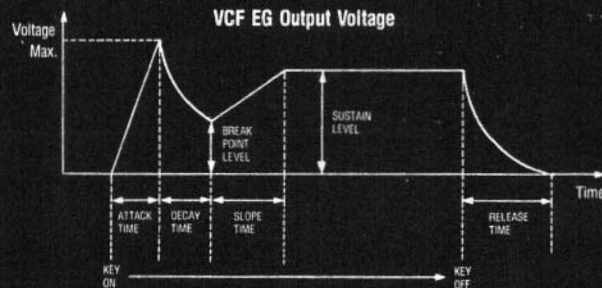 VCF EG Output Voltage
Voltage
Max.
BREAK
POINT
LEVEL
SUSTAIN
LEVEL
Time
ATTACK
TIME
DECAY
TIME
SLOPE
TIME
RELEASE
TIME
KEY
ON
KEY
OFF